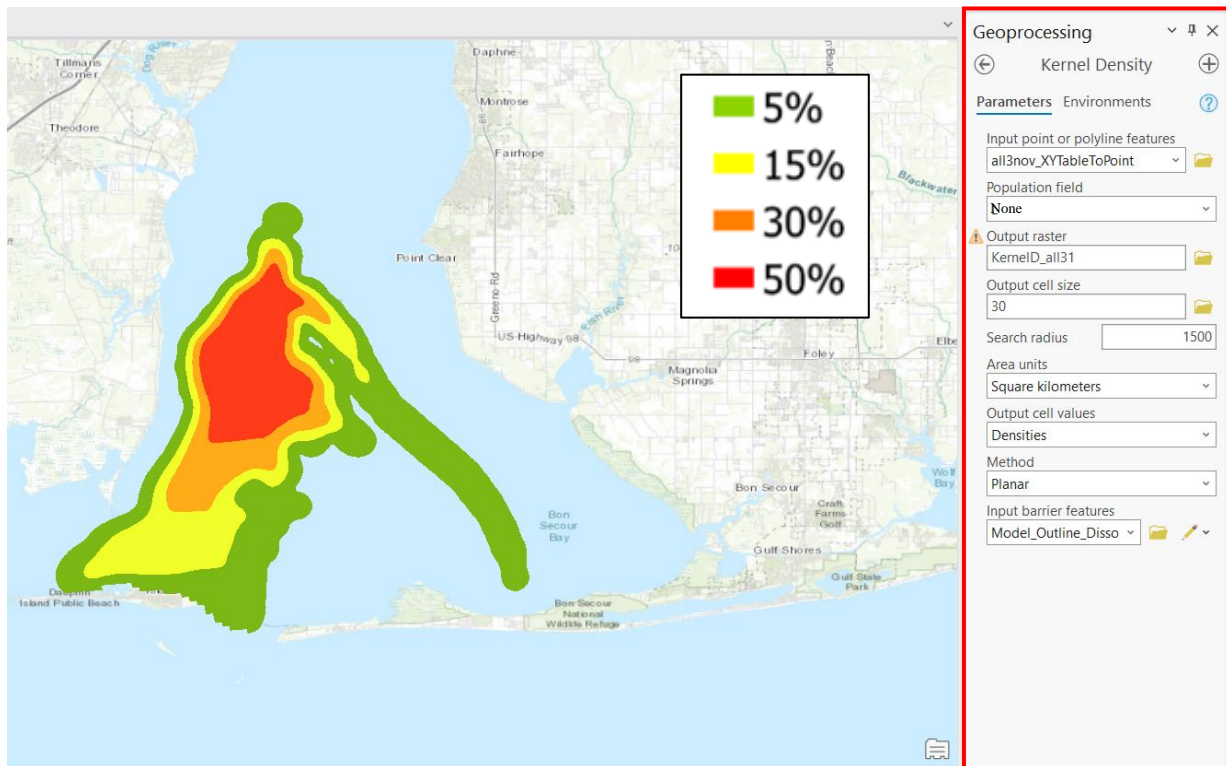 Dog River
Daphne
Tillmans
Corner
Montrose
Theodore
Fairhope
Point Clear
Greeno-Rd
US-Highway 98
Fish River
98
Foley
Magnolia
Springs
Blackwater
Bon Secour
Craft
Farms
Golf
Wolf
Bay
Bon
Secour
Bay
Gulf Shores
Gulf State
Park
Island Public Beach
Bon Secour
National
Wildlife Refuge
5%
15%
30%
50%
Geoprocessing
Kernel Density
Parameters Environments
Input point or polyline features
all3nov_XYTableToPoint
Population field
None
Output raster
KernelD_all31
Output cell size
30
Search radius 1500
Area units
Square kilometers
Output cell values
Densities
Method
Planar
Input barrier features
Model_Outline_Disso